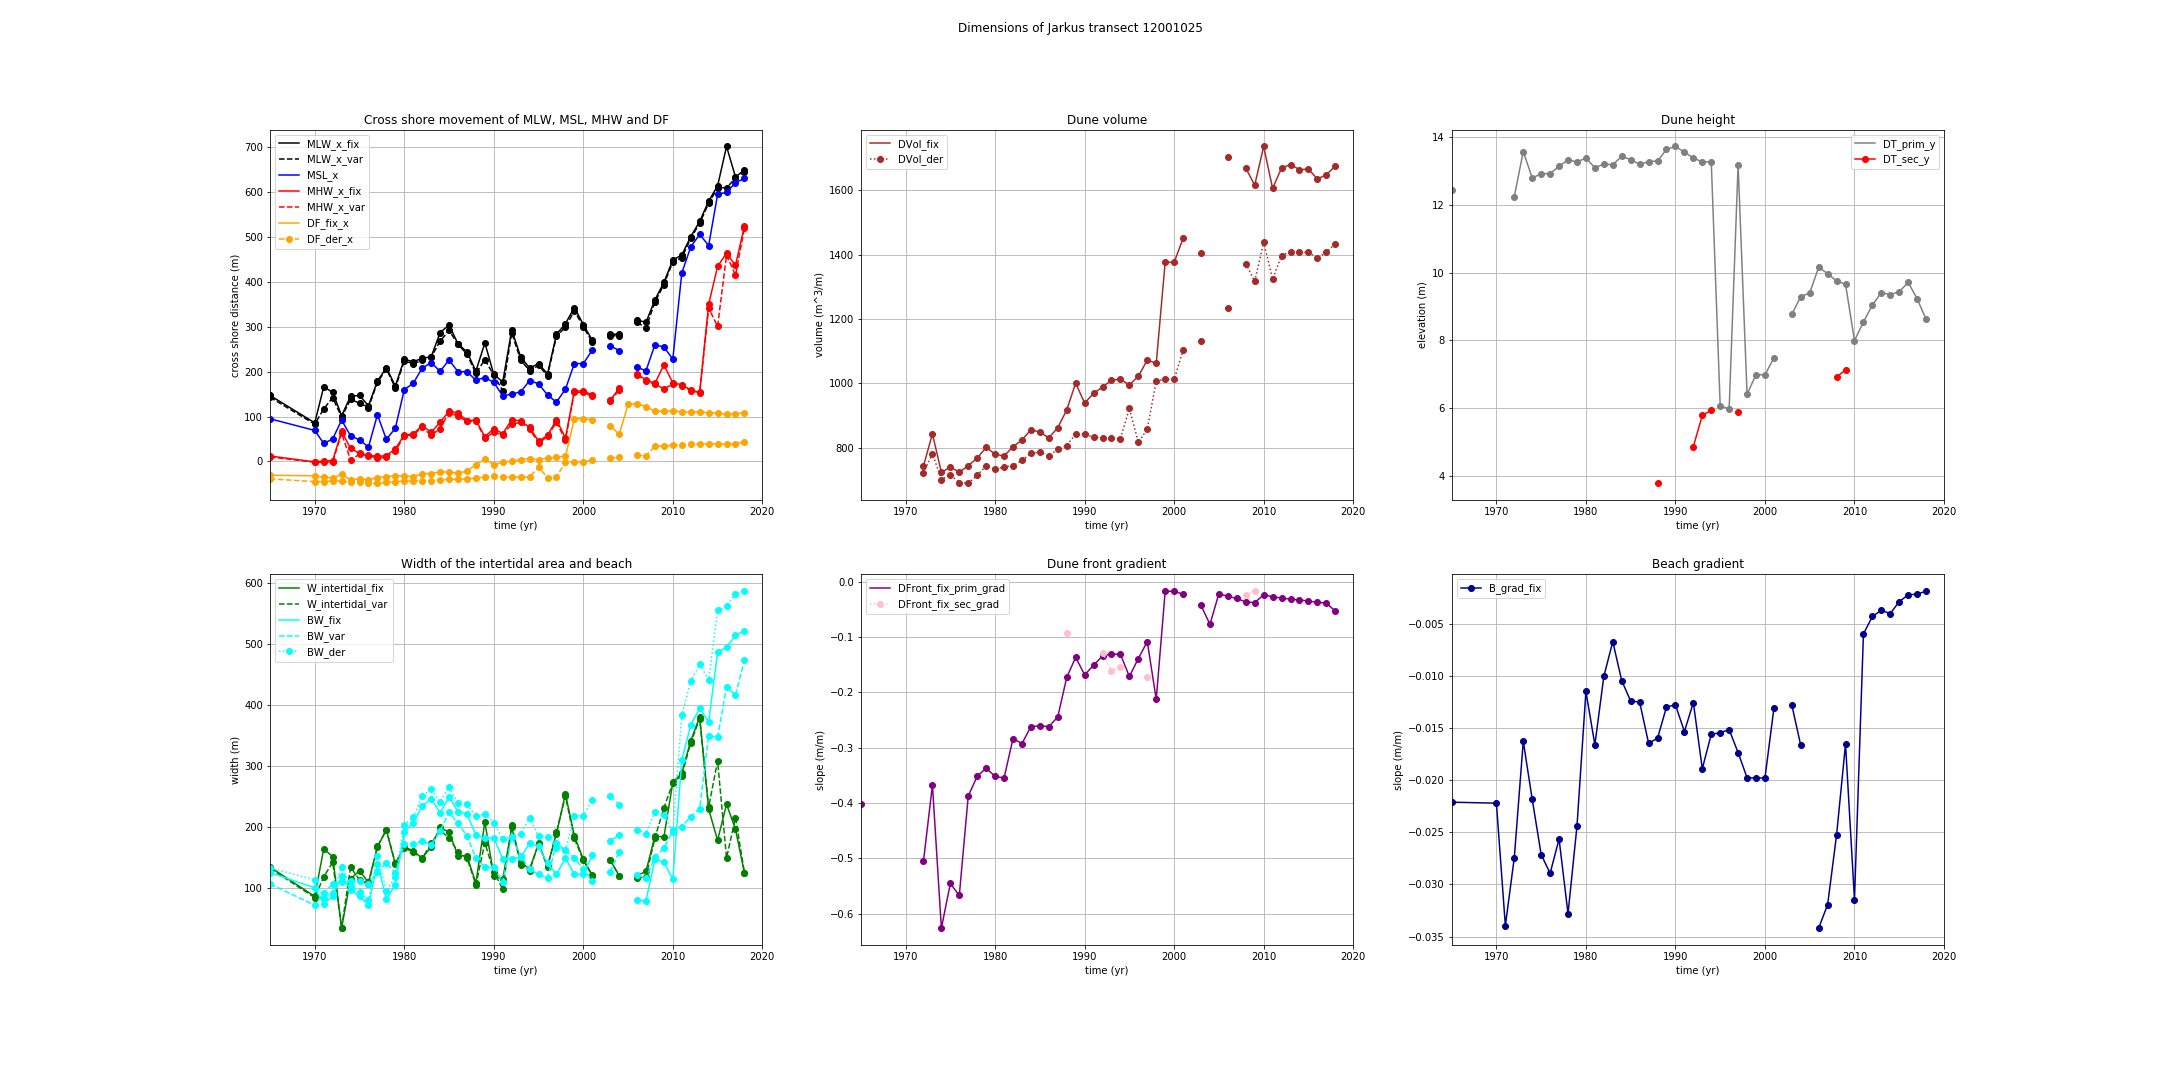 Dimensions of Jarkus transect 12001025
Cross shore movement of MLW, MSL, MHW and DF
MLW_x_fix
MLW_x_var
MSL_x
MHW_x_fix
MHW_x_var
DF_fix_x
DF_der_x
cross shore distance (m)
700
600
500
400
300
200
100
0
1970 1980 1990 2000 2010 2020
time (yr)
Dune volume
DVol_fix
DVol_der
volume (m^3/m)
1600
1400
1200
1000
800
1970 1980 1990 2000 2010 2020
time (yr)
Dune height
DT_prim_y
DT_sec_y
elevation (m)
14
12
10
8
6
4
1970 1980 1990 2000 2010 2020
time (yr)
Width of the intertidal area and beach
W_intertidal_fix
W_intertidal_var
BW_fix
BW_var
BW_der
width (m)
600
500
400
300
200
100
1970 1980 1990 2000 2010 2020
time (yr)
Dune front gradient
DFront_fix_prim_grad
DFront_fix_sec_grad
slope (m/m)
0.0
−0.1
−0.2
−0.3
−0.4
−0.5
−0.6
1970 1980 1990 2000 2010 2020
time (yr)
Beach gradient
B_grad_fix
slope (m/m)
−0.005
−0.010
−0.015
−0.020
−0.025
−0.030
−0.035
1970 1980 1990 2000 2010 2020
time (yr)